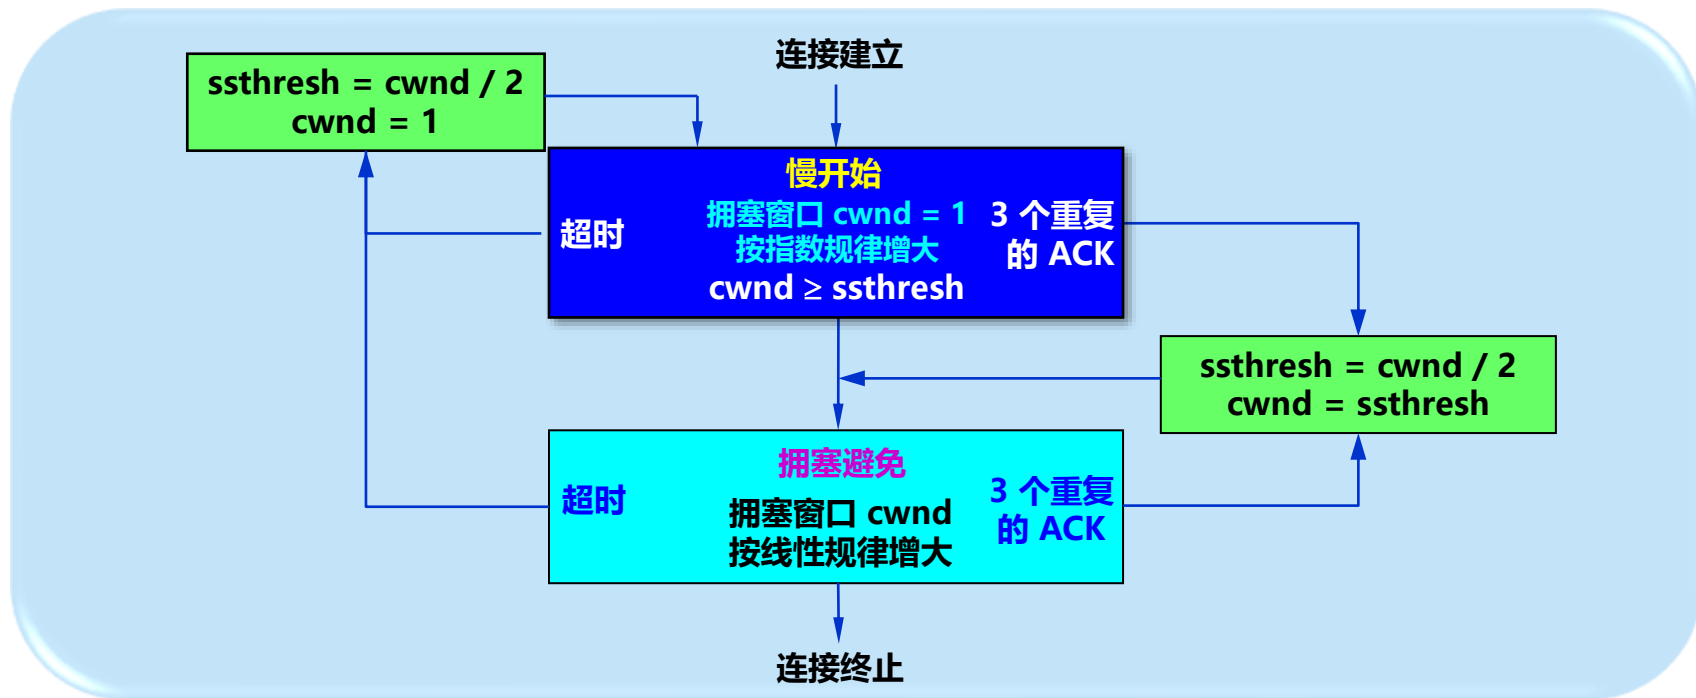 连接建立
ssthresh = cwnd / 2
cwnd = 1
慢开始
拥塞窗口 cwnd = 1
按指数规律增大
cwnd ≥ ssthresh
超时
3 个重复
的 ACK
ssthresh = cwnd / 2
cwnd = ssthresh
拥塞避免
拥塞窗口 cwnd
按线性规律增大
超时
3 个重复
的 ACK
连接终止